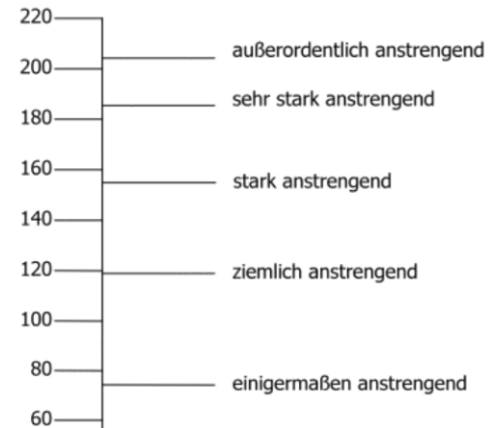 220
außerordentlich anstrengend
200
sehr stark anstrengend
180
160
stark anstrengend
140
120
ziemlich anstrengend
100
80
einigermaßen anstrengend
60